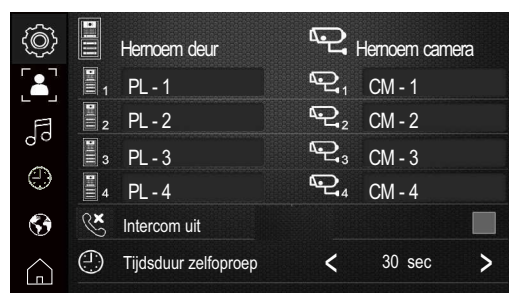 Hernoem deur Hernoem camera
1 PL - 1 1 CM - 1
2 PL - 2 2 CM - 2
3 PL - 3 3 CM - 3
4 PL - 4 4 CM - 4
Intercom uit
Tijdsduur zelfoproep < 30 sec >